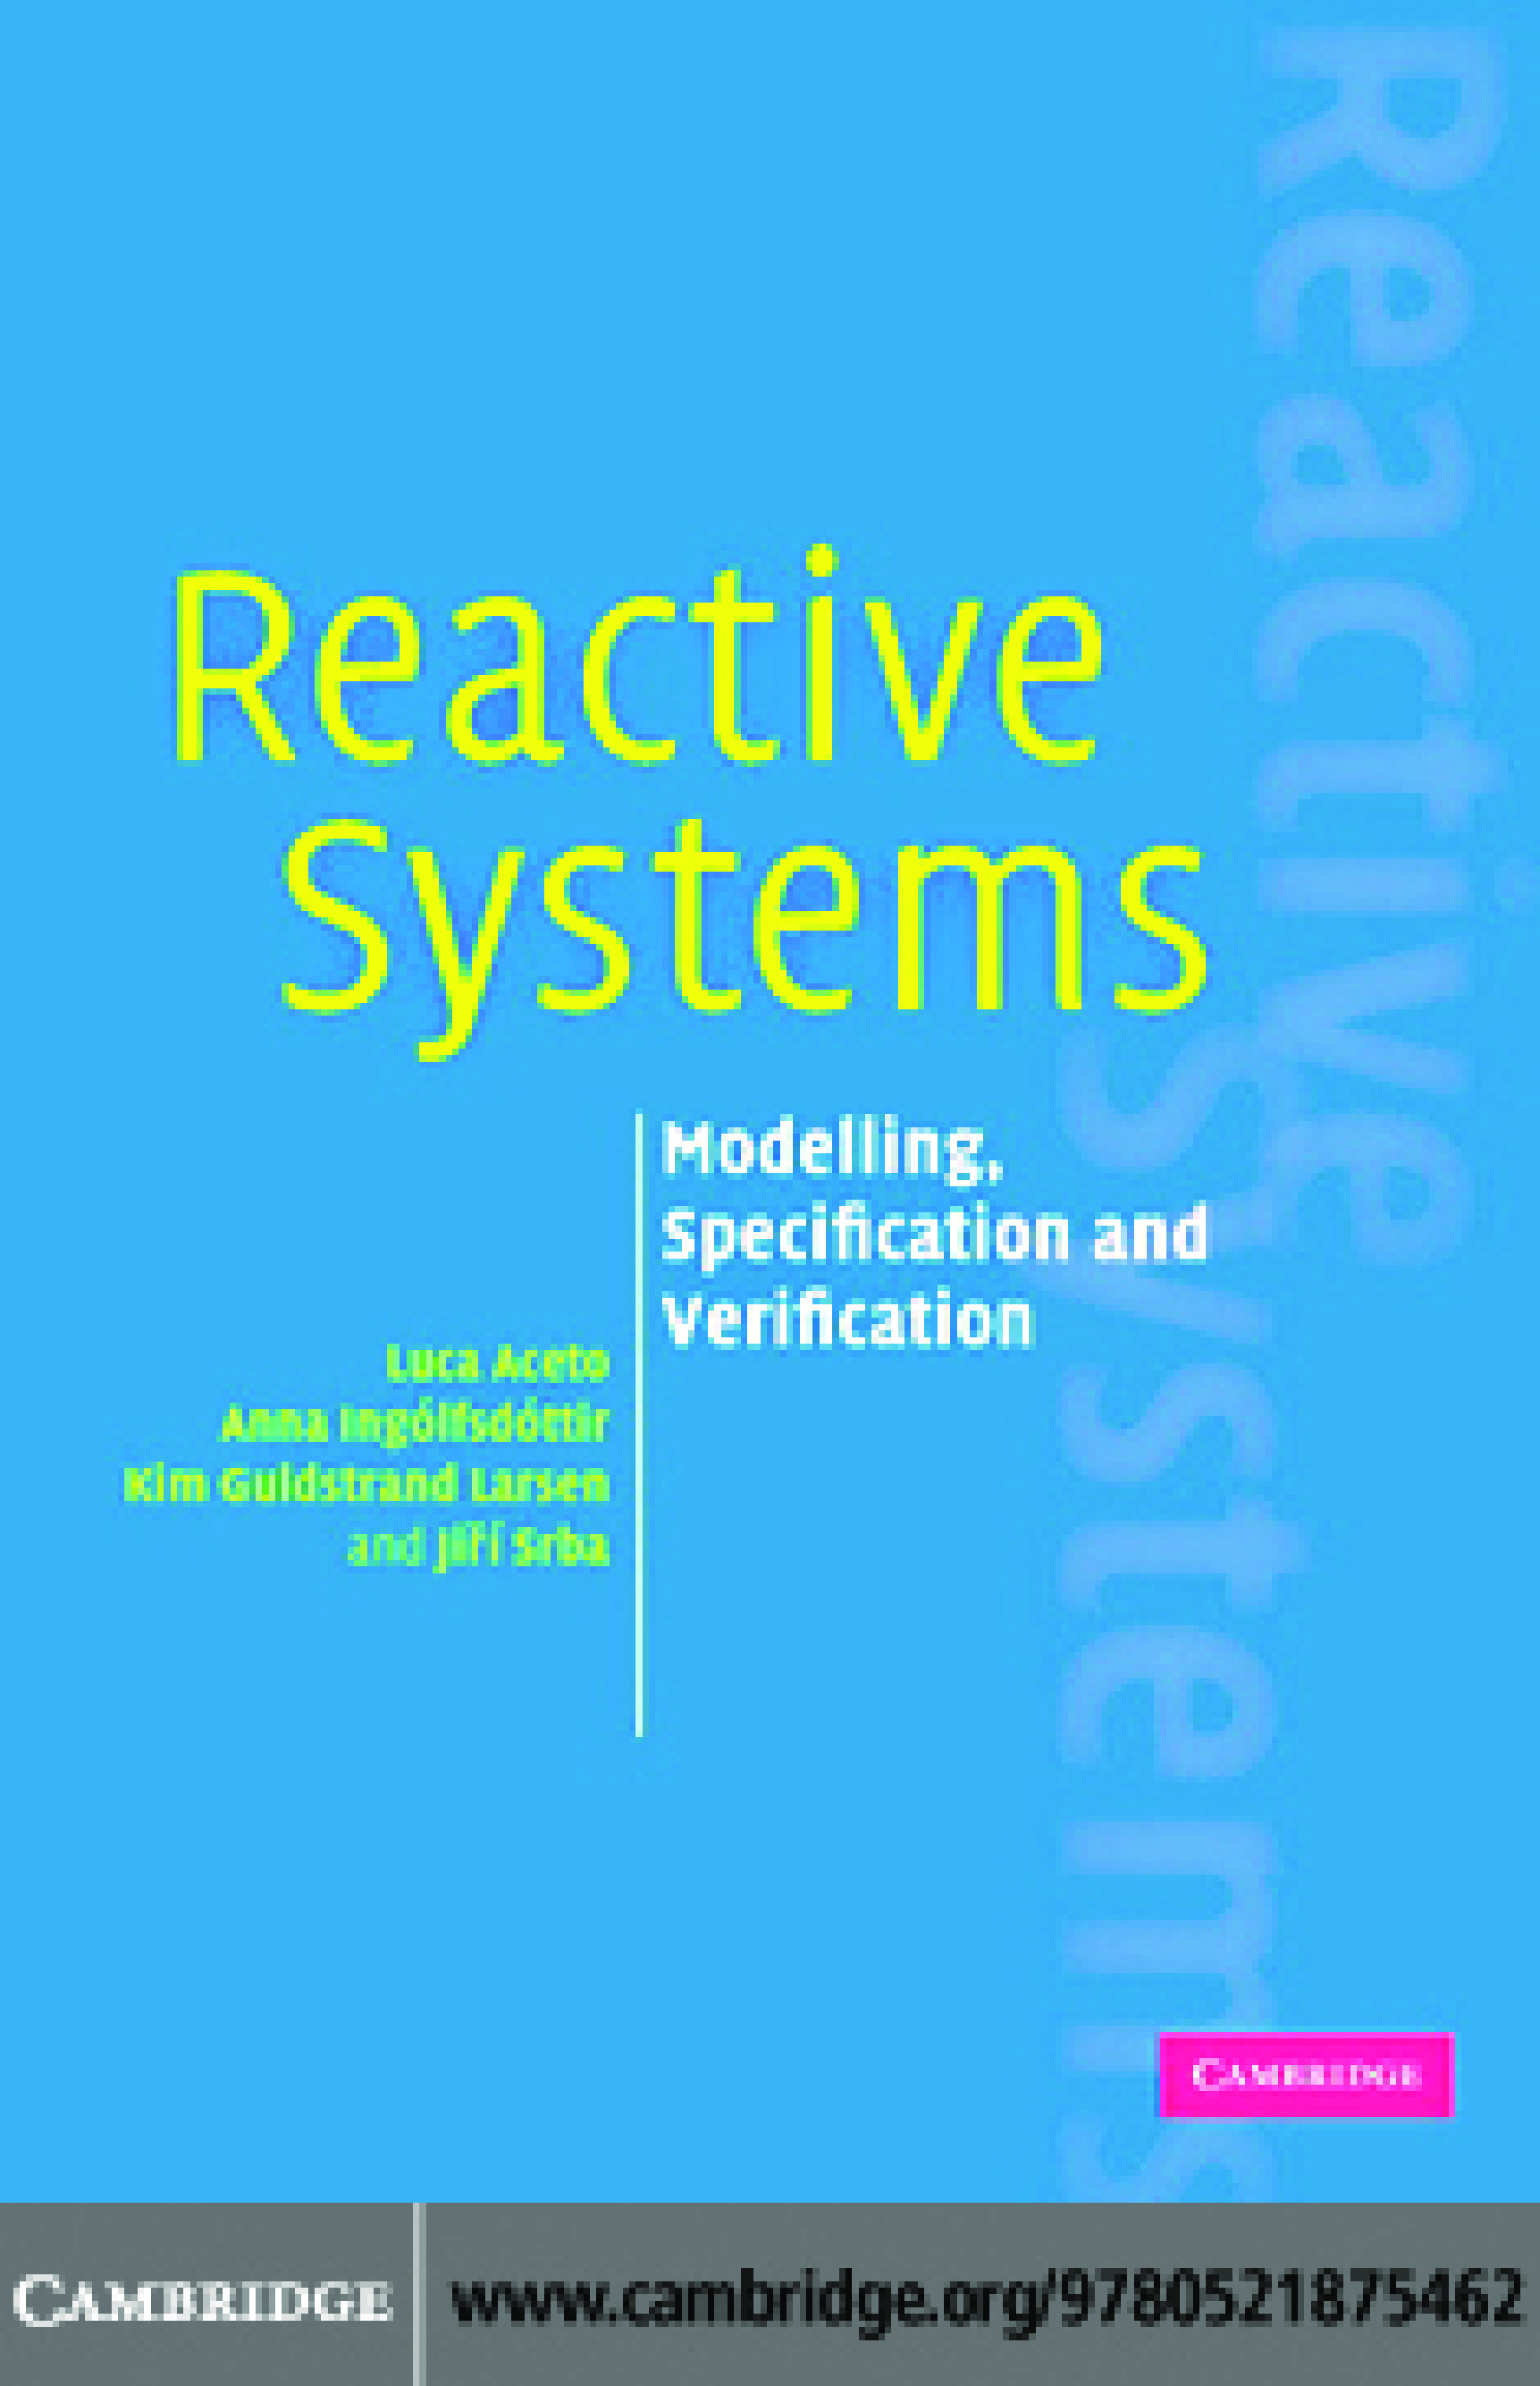 Reactive
Systems
Reactive
Systems
Modelling,
Specification and
Verification
Luca Aceto
Anna Ingólfsdóttir
Kim Guldstrand Larsen
and Jiří Srba
CAMBRIDGE
CAMBRIDGE
www.cambridge.org/9780521875462